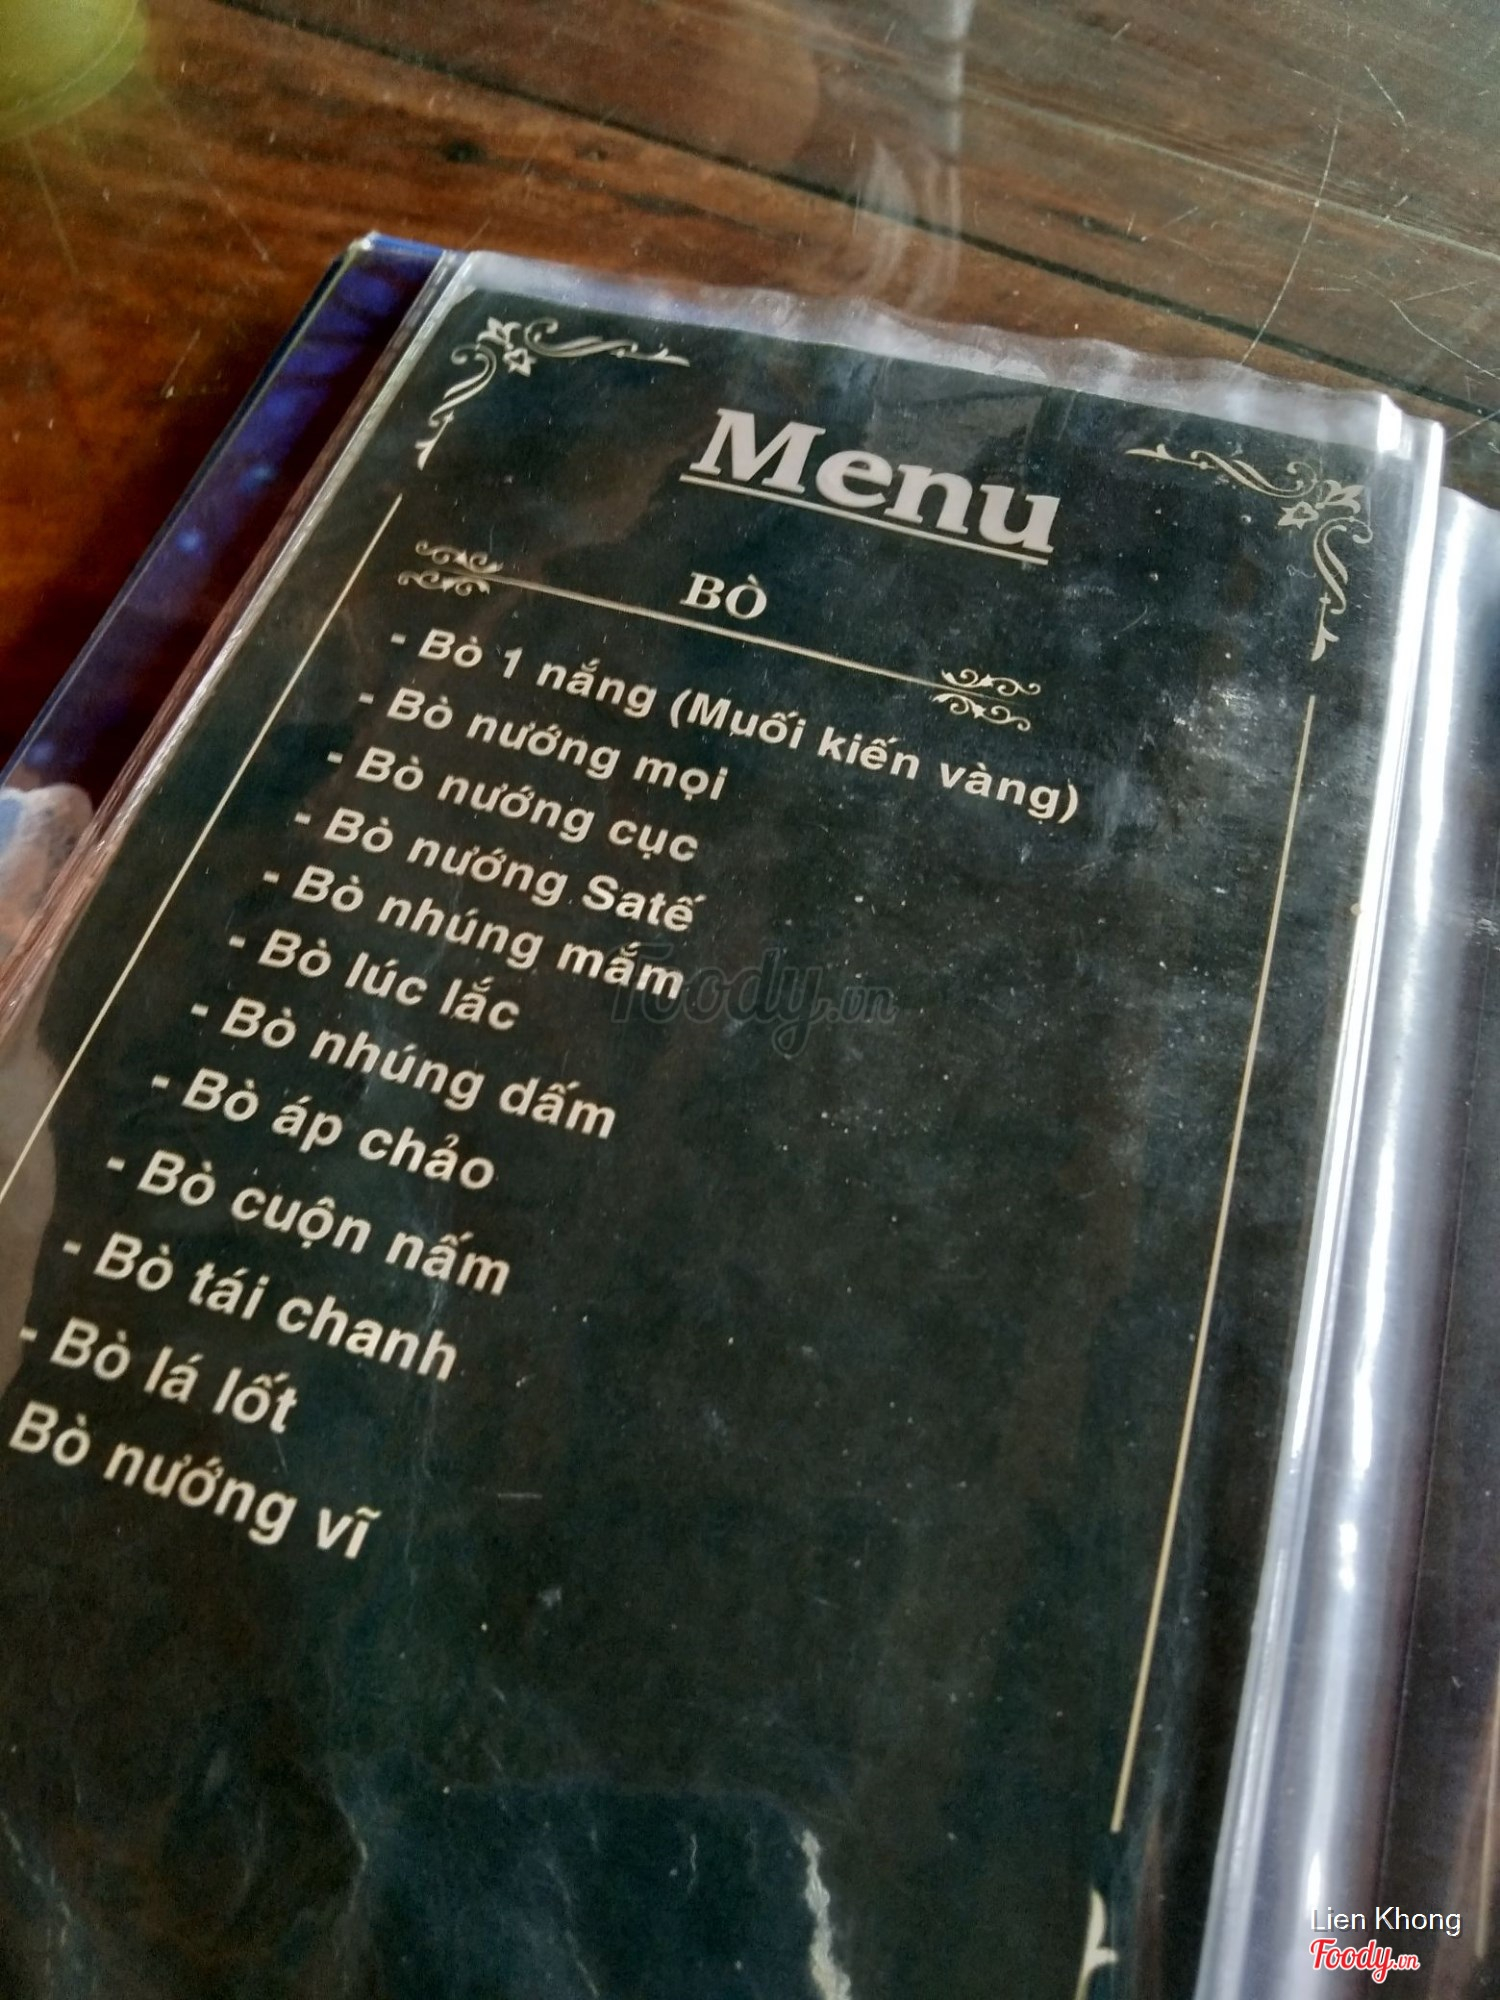 Menu
BÒ
- Bò 1 nắng (Muối kiến vàng)
- Bò nướng mọi
- Bò nướng cục
- Bò nướng Satế
- Bò nhúng mắm
- Bò lúc lắc
- Bò nhúng dấm
- Bò áp chảo
- Bò cuộn nấm
- Bò tái chanh
- Bò lá lốt
Bò nướng vĩ
Foody.vn
Lien Khong
Foody.vn